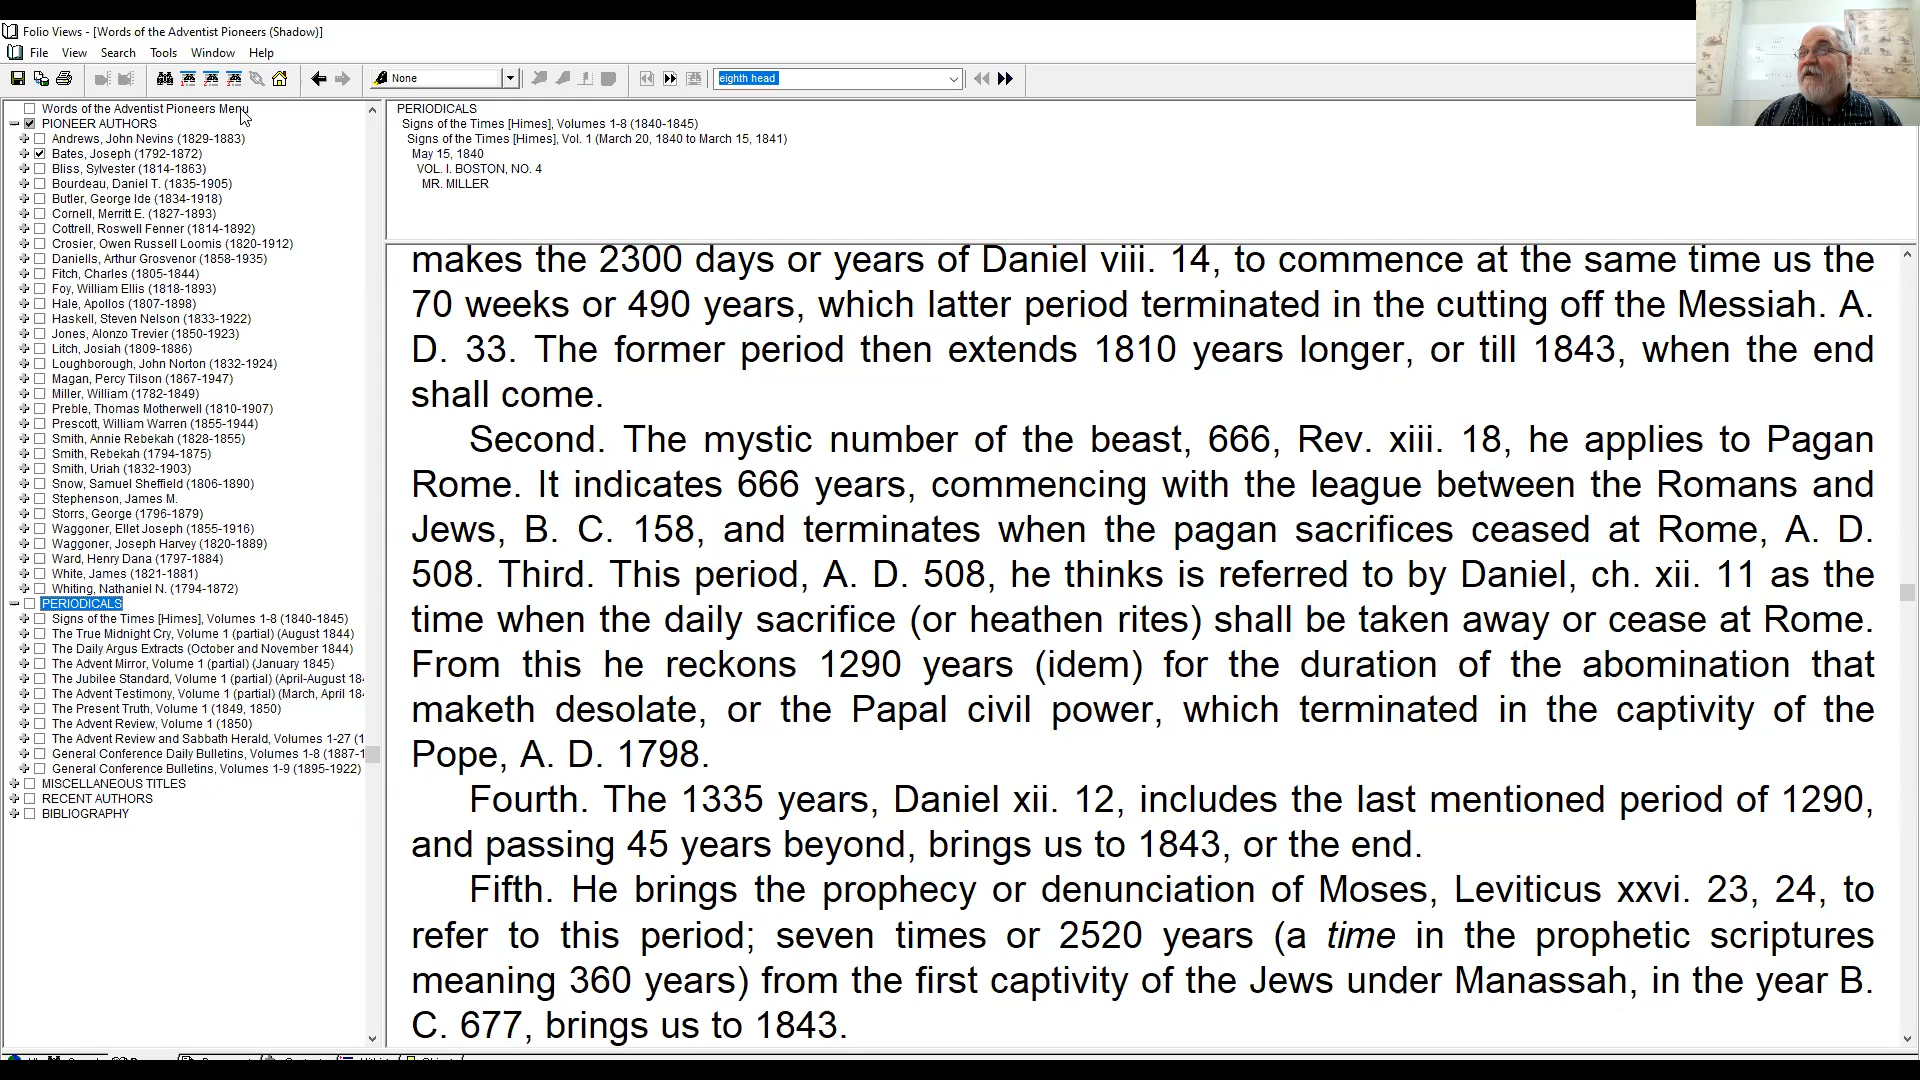 Folio Views - [Words of the Adventist Pioneers (Shadow)]
File View Search Tools Window Help
None
eighth head
Words of the Adventist Pioneers Menu
PIONEER AUTHORS
Andrews, John Nevins (1829-1883)
Bates, Joseph (1792-1872)
Bliss, Sylvester (1814-1863)
Bourdeau, Daniel T. (1835-1905)
Butler, George Ide (1834-1918)
Cornell, Merritt E. (1827-1893)
Cottrell, Roswell Fenner (1814-1892)
Crosier, Owen Russell Loomis (1820-1912)
Daniells, Arthur Grosvenor (1858-1935)
Fitch, Charles (1805-1844)
Foy, William Ellis (1818-1893)
Hale, Apollos (1807-1898)
Haskell, Steven Nelson (1833-1922)
Jones, Alonzo Trevier (1850-1923)
Litch, Josiah (1809-1886)
Loughborough, John Norton (1832-1924)
Magan, Percy Tilson (1867-1947)
Miller, William (1782-1849)
Preble, Thomas Motherwell (1810-1907)
Prescott, William Warren (1855-1944)
Smith, Annie Rebekah (1828-1855)
Smith, Rebekah (1794-1875)
Smith, Uriah (1832-1903)
Snow, Samuel Sheffield (1806-1890)
Stephenson, James M.
Storrs, George (1796-1879)
Waggoner, Ellet Joseph (1855-1916)
Waggoner, Joseph Harvey (1820-1889)
Ward, Henry Dana (1797-1884)
White, James (1821-1881)
Whiting, Nathaniel N. (1794-1872)
PERIODICALS
Signs of the Times [Himes], Volumes 1-8 (1840-1845)
The True Midnight Cry, Volume 1 (partial) (August 1844)
The Daily Argus Extracts (October and November 1844)
The Advent Mirror, Volume 1 (partial) (January 1845)
The Jubilee Standard, Volume 1 (partial) (April-August 184
The Advent Testimony, Volume 1 (partial) (March, April 184
The Present Truth, Volume 1 (1849, 1850)
The Advent Review, Volume 1 (1850)
The Advent Review and Sabbath Herald, Volumes 1-27 (1
General Conference Daily Bulletins, Volumes 1-8 (1887-1
General Conference Bulletins, Volumes 1-9 (1895-1922)
MISCELLANEOUS TITLES
RECENT AUTHORS
BIBLIOGRAPHY
PERIODICALS
Signs of the Times [Himes], Volumes 1-8 (1840-1845)
Signs of the Times [Himes], Vol. 1 (March 20, 1840 to March 15, 1841)
May 15, 1840
VOL. I. BOSTON, NO. 4
MR. MILLER
makes the 2300 days or years of Daniel viii. 14, to commence at the same time us the
70 weeks or 490 years, which latter period terminated in the cutting off the Messiah. A.
D. 33. The former period then extends 1810 years longer, or till 1843, when the end
shall come.
Second. The mystic number of the beast, 666, Rev. xiii. 18, he applies to Pagan
Rome. It indicates 666 years, commencing with the league between the Romans and
Jews, B. C. 158, and terminates when the pagan sacrifices ceased at Rome, A. D.
508. Third. This period, A. D. 508, he thinks is referred to by Daniel, ch. xii. 11 as the
time when the daily sacrifice (or heathen rites) shall be taken away or cease at Rome.
From this he reckons 1290 years (idem) for the duration of the abomination that
maketh desolate, or the Papal civil power, which terminated in the captivity of the
Pope, A. D. 1798.
Fourth. The 1335 years, Daniel xii. 12, includes the last mentioned period of 1290,
and passing 45 years beyond, brings us to 1843, or the end.
Fifth. He brings the prophecy or denunciation of Moses, Leviticus xxvi. 23, 24, to
refer to this period; seven times or 2520 years (a time in the prophetic scriptures
meaning 360 years) from the first captivity of the Jews under Manassah, in the year B.
C. 677, brings us to 1843.